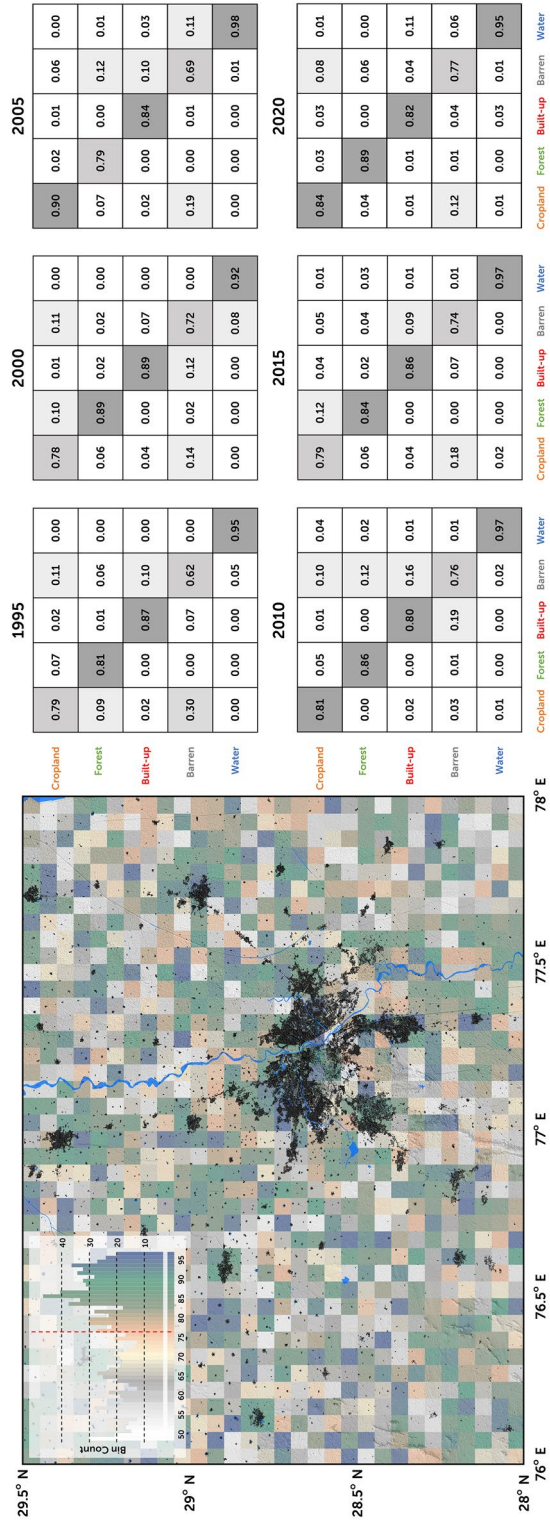 29.5° N
29° N
28.5° N
28° N
76° E 76.5° E 77° E 77.5° E 78° E
Bin Count
40
30
20
10
50 55 60 65 70 75 80 85 90 95
1995 2000 2005
Cropland 0.79 0.07 0.02 0.11 0.00 0.78 0.10 0.01 0.11 0.00 0.90 0.02 0.01 0.06 0.00
Forest 0.09 0.81 0.01 0.06 0.00 0.06 0.89 0.02 0.02 0.00 0.07 0.79 0.00 0.12 0.01
Built-up 0.02 0.00 0.87 0.10 0.00 0.04 0.00 0.89 0.07 0.00 0.02 0.00 0.84 0.10 0.03
Barren 0.30 0.00 0.07 0.62 0.00 0.14 0.02 0.12 0.72 0.00 0.19 0.00 0.01 0.69 0.11
Water 0.00 0.00 0.00 0.05 0.95 0.00 0.00 0.00 0.08 0.92 0.00 0.00 0.00 0.01 0.98
2010 2015 2020
Cropland 0.81 0.05 0.01 0.10 0.04 0.79 0.12 0.04 0.05 0.01 0.84 0.03 0.03 0.08 0.01
Forest 0.00 0.86 0.00 0.12 0.02 0.06 0.84 0.02 0.04 0.03 0.04 0.89 0.00 0.06 0.00
Built-up 0.02 0.00 0.80 0.16 0.01 0.04 0.00 0.86 0.09 0.01 0.01 0.01 0.82 0.04 0.11
Barren 0.03 0.01 0.19 0.76 0.01 0.18 0.00 0.07 0.74 0.01 0.12 0.01 0.04 0.77 0.06
Water 0.01 0.00 0.00 0.02 0.97 0.02 0.00 0.00 0.00 0.97 0.01 0.00 0.03 0.01 0.95
Cropland Forest Built-up Barren Water Cropland Forest Built-up Barren Water Cropland Forest Built-up Barren Water